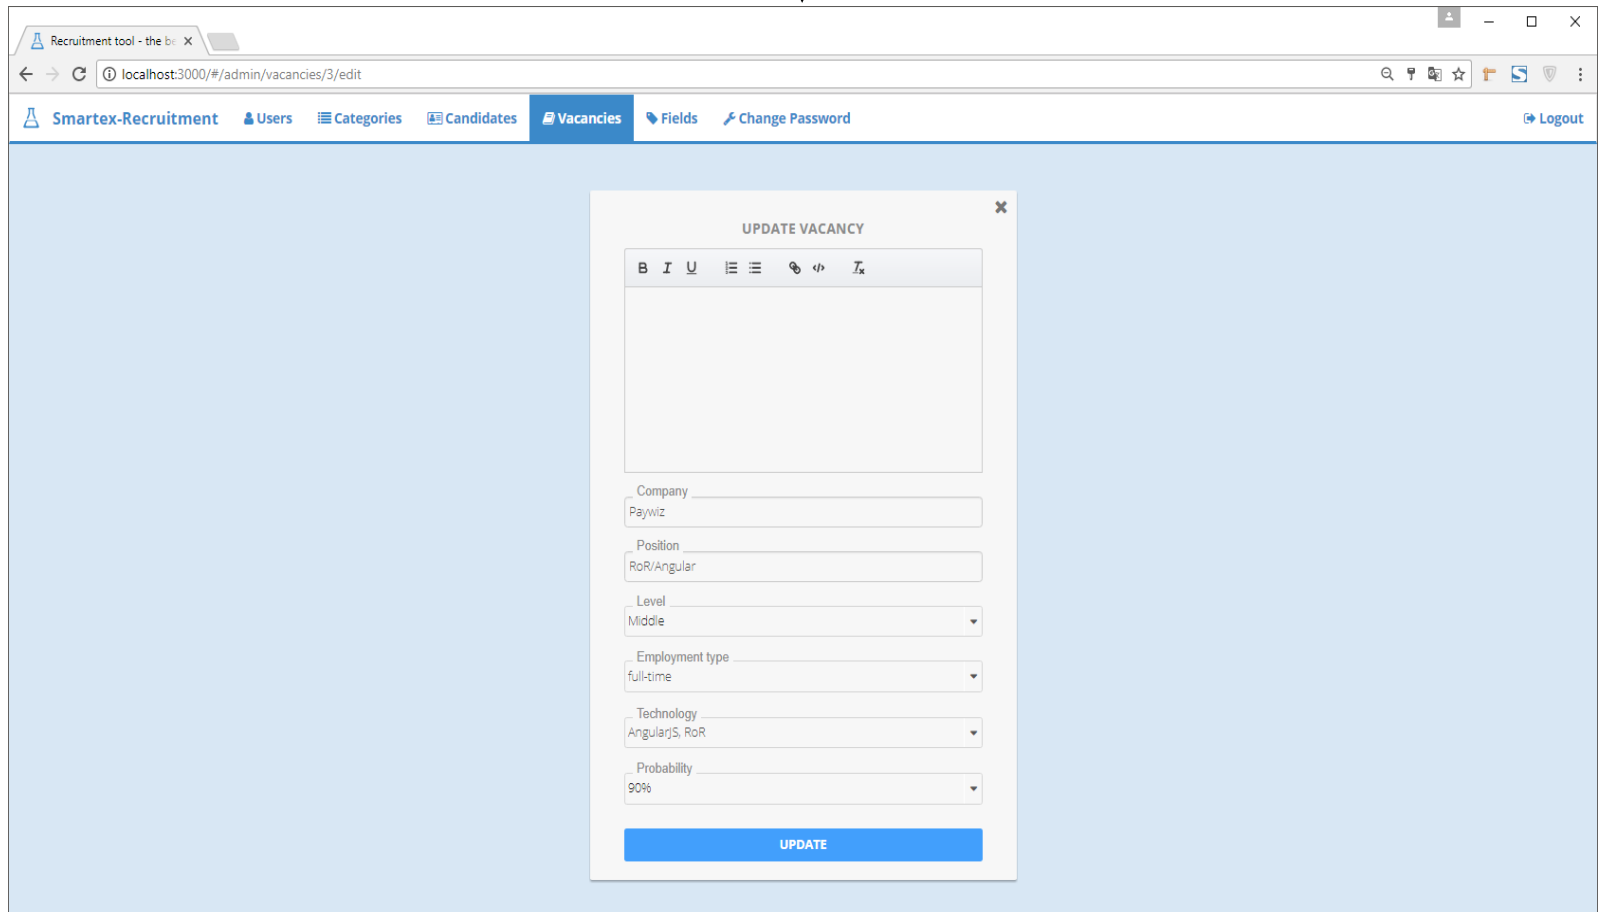 Recruitment tool - the be
localhost:3000/#/admin/vacancies/3/edit
Smartex-Recruitment Users Categories Candidates Vacancies Fields Change Password Logout
UPDATE VACANCY
Company
Paywiz
Position
RoR/Angular
Level
Middle
Employment type
full-time
Technology
AngularJS, RoR
Probability
90%
UPDATE